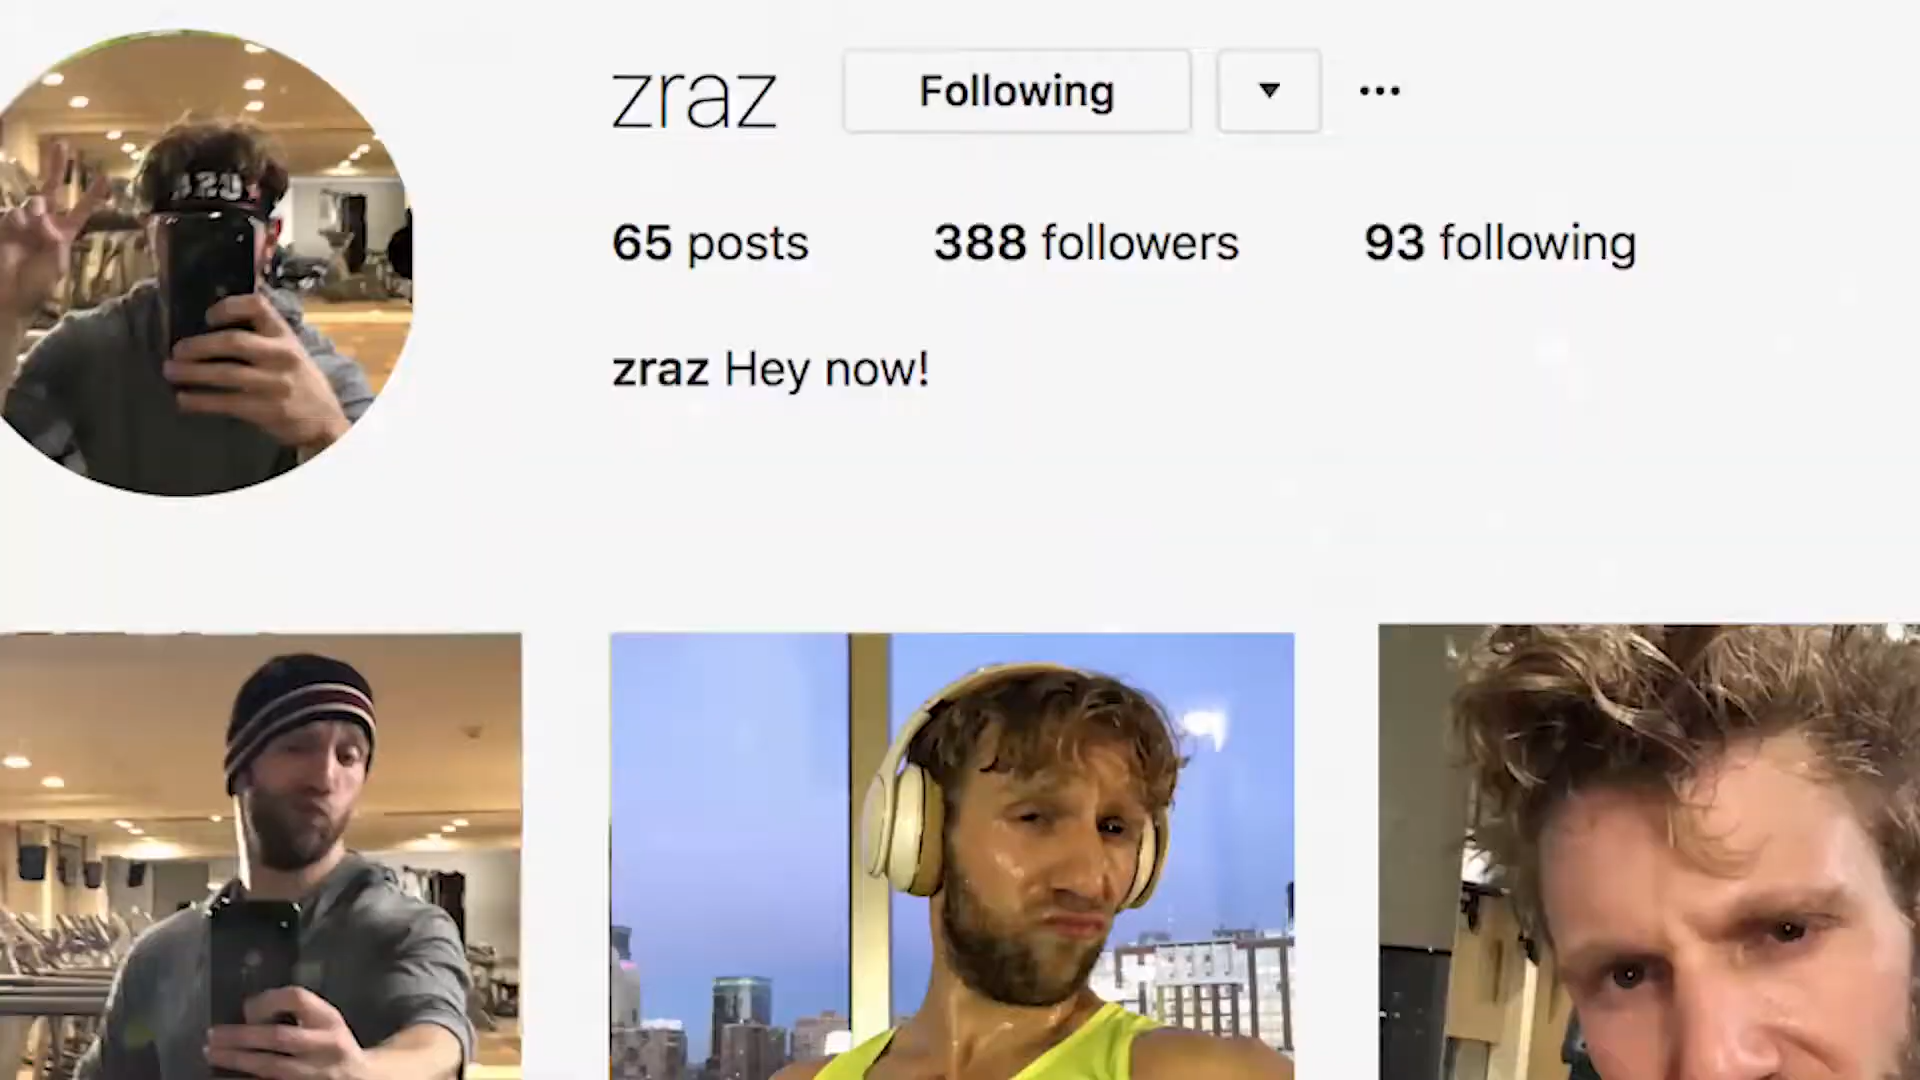 zraz Following
65 posts 388 followers 93 following
zraz Hey now!